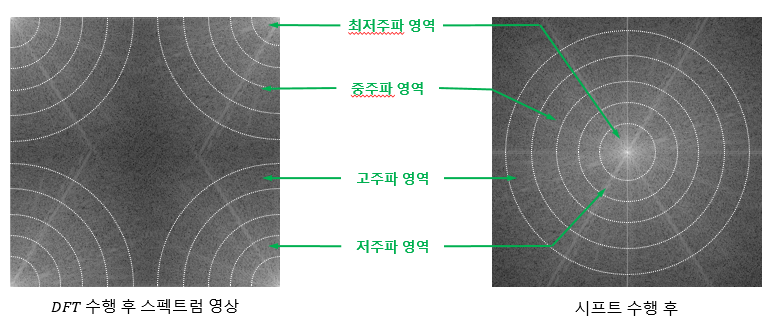 최저주파 영역
중주파 영역
고주파 영역
저주파 영역
DFT 수행 후 스펙트럼 영상
시프트 수행 후